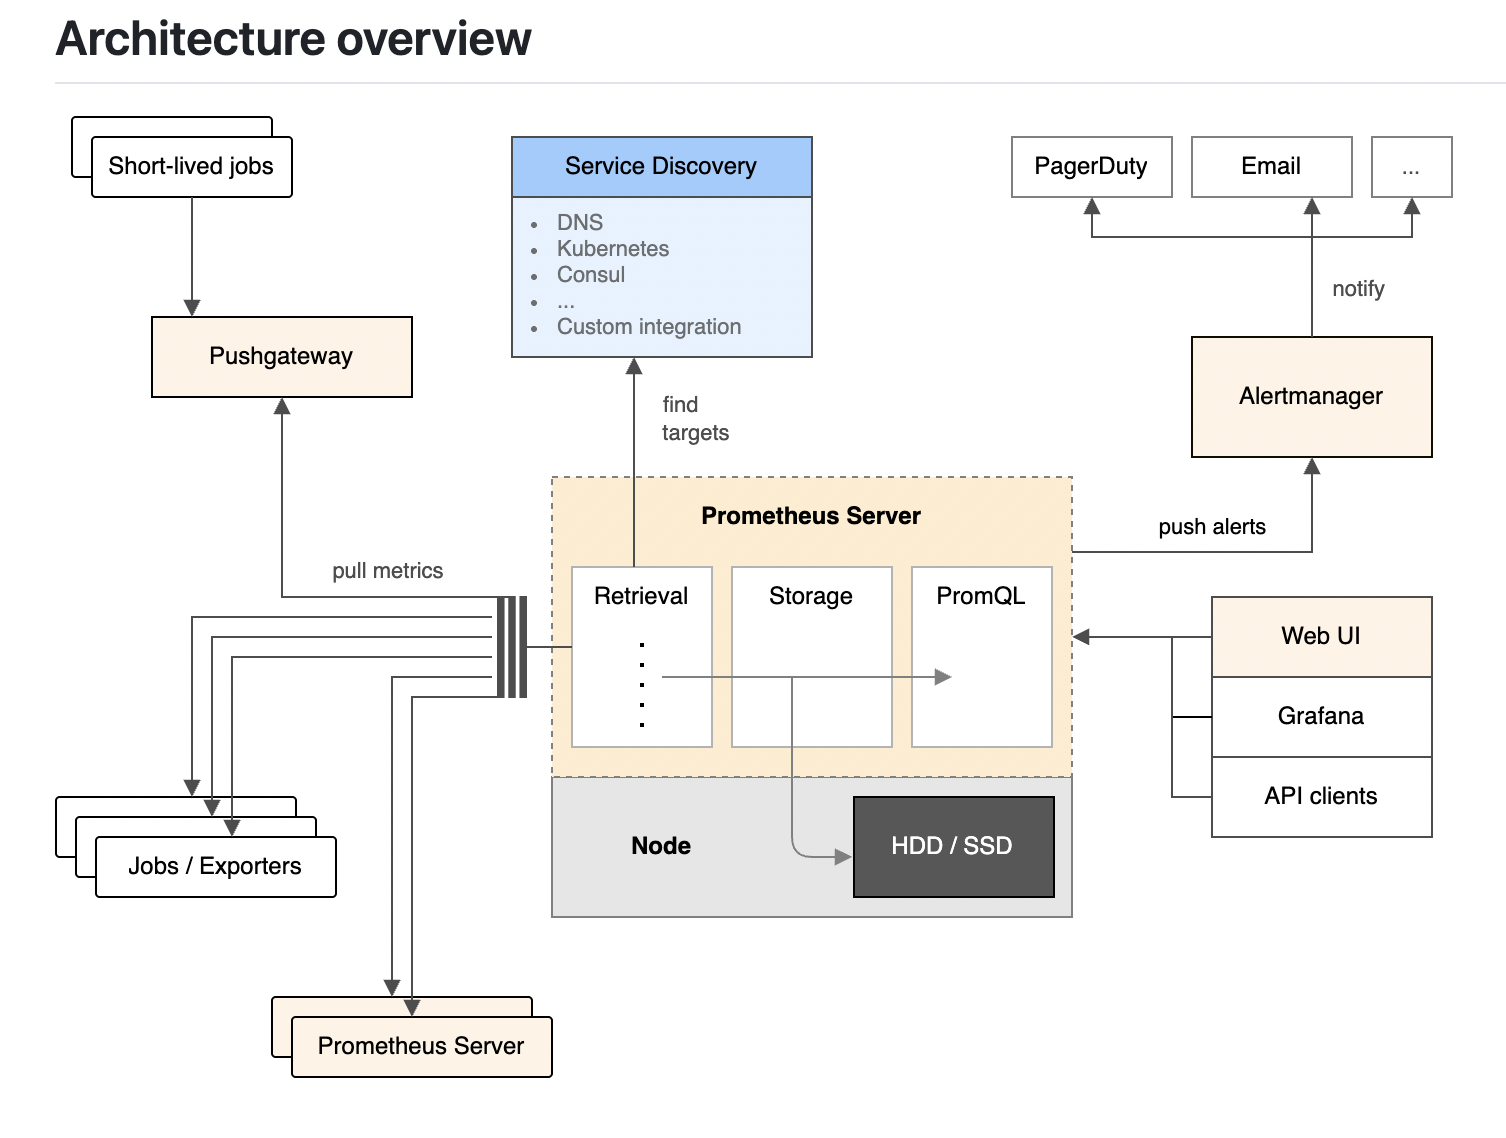 Architecture overview
Short-lived jobs
Service Discovery
• DNS
• Kubernetes
• Consul
• ...
• Custom integration
PagerDuty
Email
...
notify
Pushgateway
Alertmanager
find
targets
Prometheus Server
push alerts
pull metrics
Retrieval
Storage
PromQL
Web UI
Grafana
API clients
Node
HDD / SSD
Jobs / Exporters
Prometheus Server